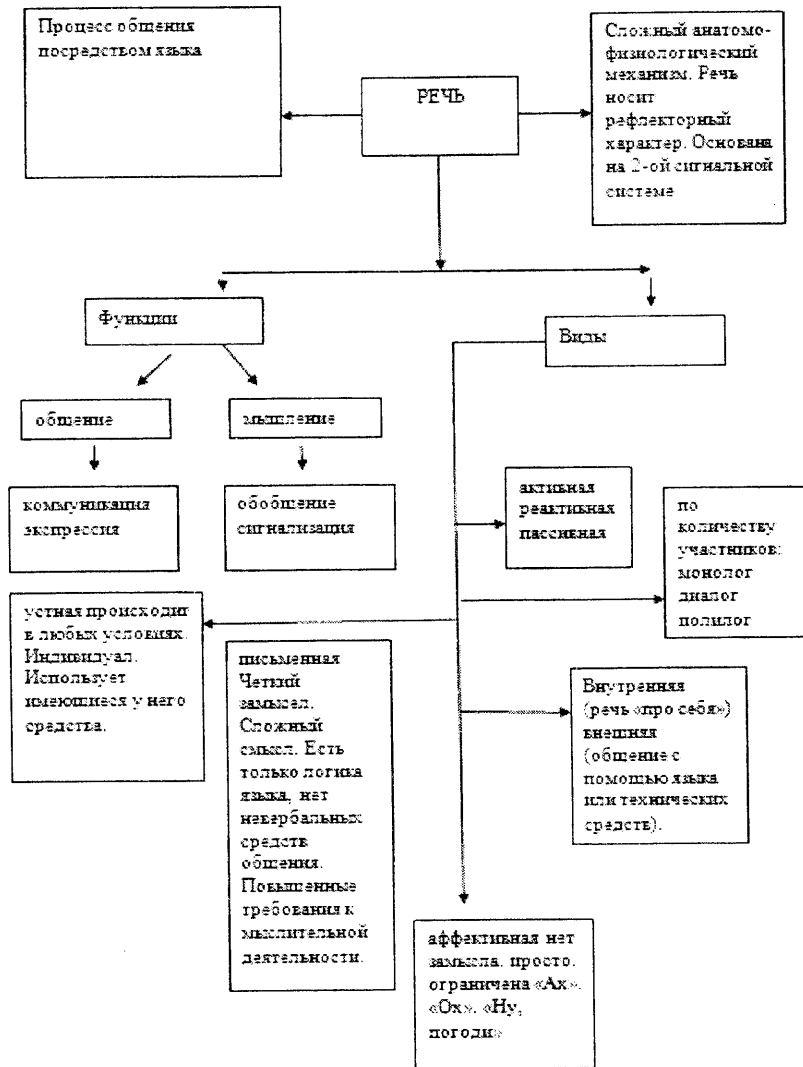 Процесс общения
посредством языка
РЕЧЬ
Сложный анатомо-
физиологический
механизм. Речь
носит
рефлекторный
характер. Основана
на 2-ой сигнальной
системе
Функции
Виды
общение
мышление
коммуникация
экспрессия
обобщение
сигнализация
активная
реактивная
пассивная
по
количеству
участников:
монолог
диалог
полилог
устная происходит
в любых условиях.
Индивидуал.
Использует
имеющиеся у него
средства.
письменная
Четкий
замысел.
Сложный
смысл. Есть
только логика
языка, нет
невербальных
средств
общения.
Повышенные
требования к
мыслительной
деятельности.
Внутренняя
(речь «про себя»)
внешняя
(общение с
помощью языка
или технических
средств).
аффективная нет
замысла. просто.
ограничена «Ах».
«Ох». «Ну,
погоди»